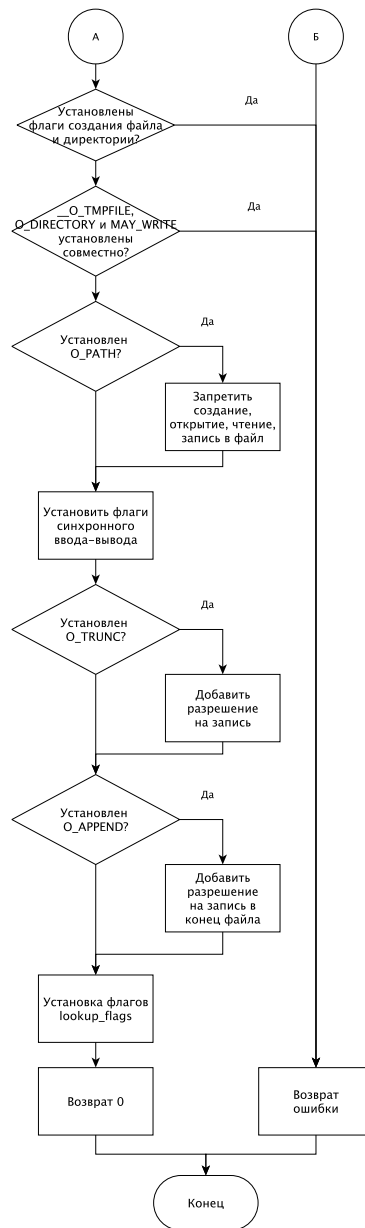 А
Б
Установлены
флаги создания файла
и директории?
Да
__O_TMPFILE,
O_DIRECTORY и MAY_WRITE
установлены
совместно?
Да
Установлен
O_PATH?
Да
Запретить
создание,
открытие, чтение,
запись в файл
Установить флаги
синхронного
ввода-вывода
Установлен
O_TRUNC?
Да
Добавить
разрешение
на запись
Установлен
O_APPEND?
Да
Добавить
разрешение
на запись в
конец файла
Установка флагов
lookup_flags
Возврат 0
Возврат
ошибки
Конец